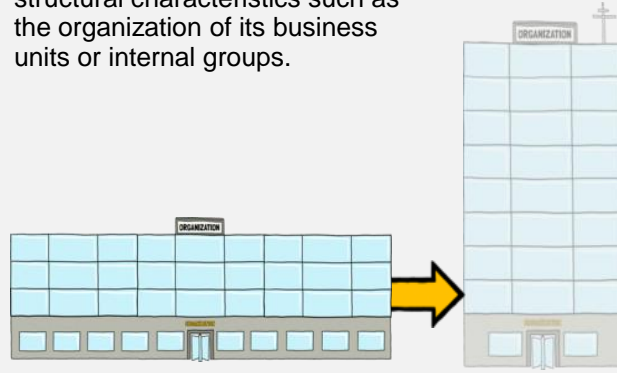 structural characteristics such as
the organization of its business
units or internal groups.
ORGANIZATION
ORGANIZATION